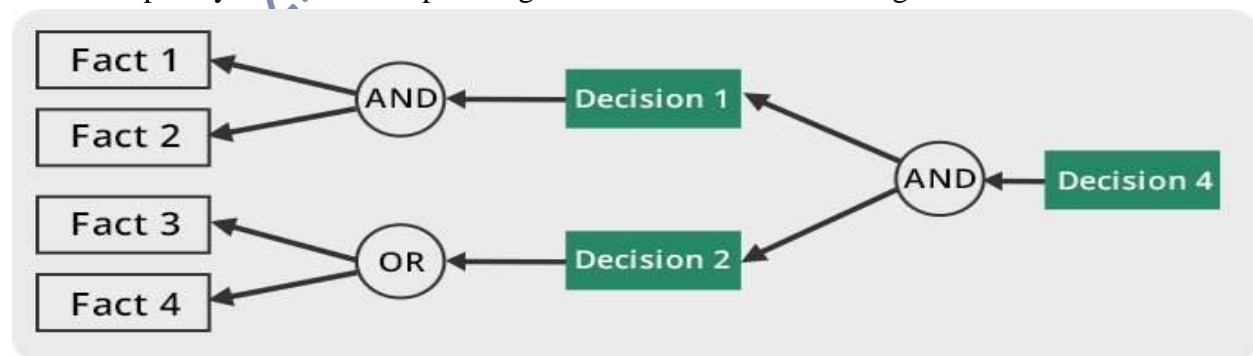 Fact 1
Fact 2
AND
Decision 1
Fact 3
Fact 4
OR
Decision 2
AND
Decision 4